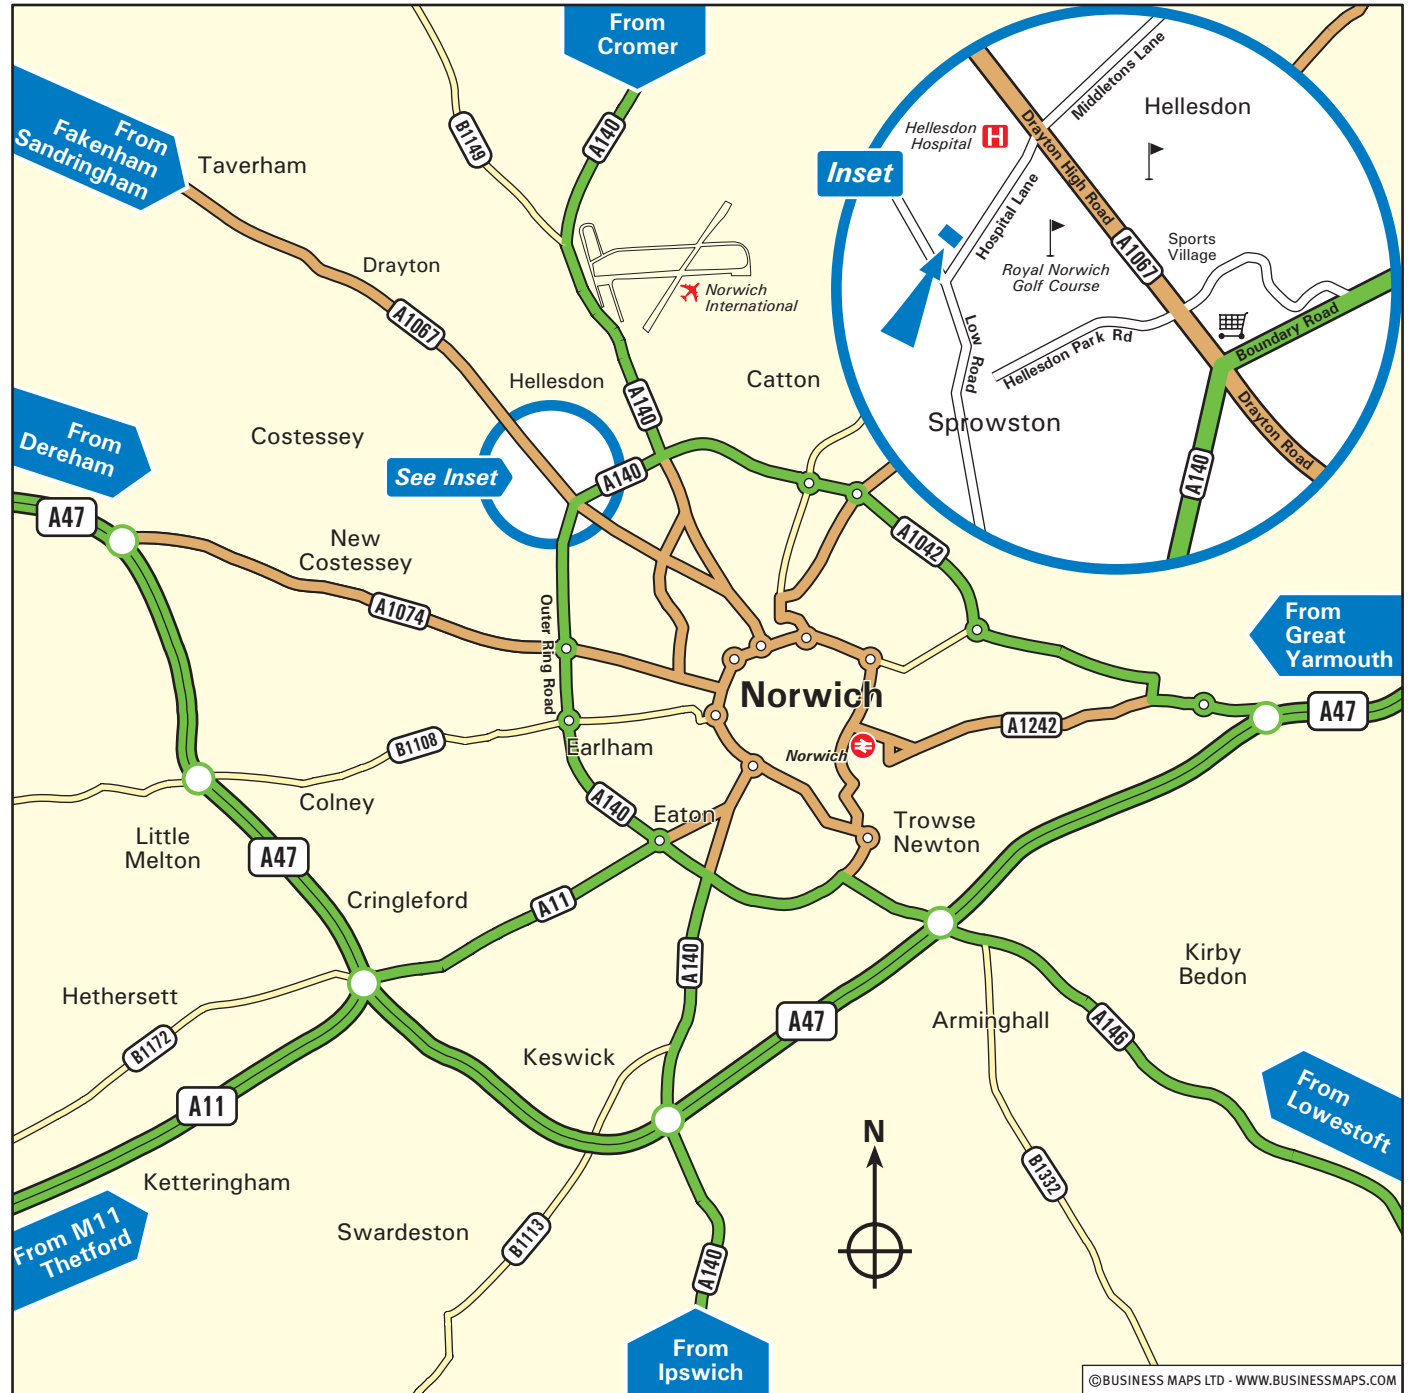 From
Cromer
From
Fakenham
Sandringham
Taverham
B1149
A140
Drayton
A1067
Norwich
International
Hellesdon
A140
Catton
Costessey
From
Dereham
See Inset
A140
A47
New
Costessey
A1074
Outer Ring Road
A1042
Inset
Hellesdon
Hospital
H
Middletons Lane
Hellesdon
Drayton High Road
Hospital Lane
A1067
Sports
Village
Royal Norwich
Golf Course
Low Road
Hellesdon Park Rd
Boundary Road
Drayton Road
Sprowston
A140
From
Great
Yarmouth
A47
Norwich
A1242
Norwich
B1108
Earlham
Colney
A140
Eaton
Trowse
Newton
Little
Melton
A47
Cringleford
A11
A140
Kirby
Bedon
Hethersett
B1172
A47
Arminghall
A146
Keswick
A11
From
Lowestoft
N
Ketteringham
B1332
From M11
Thetford
Swardeston
B1113
A140
From
Ipswich
©BUSINESS MAPS LTD - WWW.BUSINESSMAPS.COM